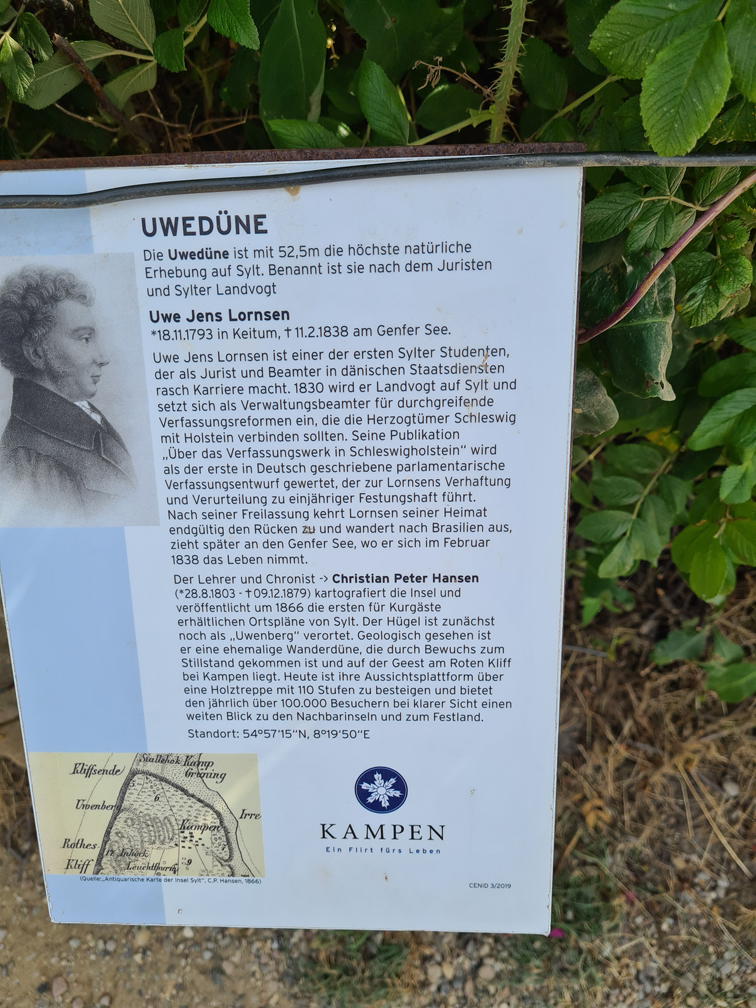 UWEDÜNE
Die Uwedüne ist mit 52,5m die höchste natürliche
Erhebung auf Sylt. Benannt ist sie nach dem Juristen
und Sylter Landvogt
Uwe Jens Lornsen
*18.11.1793 in Keitum, † 11.2.1838 am Genfer See.
Uwe Jens Lornsen ist einer der ersten Sylter Studenten,
der als Jurist und Beamter in dänischen Staatsdiensten
rasch Karriere macht. 1830 wird er Landvogt auf Sylt und
setzt sich als Verwaltungsbeamter für durchgreifende
Verfassungsreformen ein, die die Herzogtümer Schleswig
mit Holstein verbinden sollten. Seine Publikation
„Über das Verfassungswerk in Schleswigholstein" wird
als der erste in Deutsch geschriebene parlamentarische
Verfassungsentwurf gewertet, der zur Lornsens Verhaftung
und Verurteilung zu einjähriger Festungshaft führt.
Nach seiner Freilassung kehrt Lornsen seiner Heimat
endgültig den Rücken zu und wandert nach Brasilien aus,
zieht später an den Genfer See, wo er sich im Februar
1838 das Leben nimmt.
Der Lehrer und Chronist -> Christian Peter Hansen
(*28.8.1803 - †09.12.1879) kartografiert die Insel und
veröffentlicht um 1866 die ersten für Kurgäste
erhältlichen Ortspläne von Sylt. Der Hügel ist zunächst
noch als „Uwenberg" verortet. Geologisch gesehen ist
er eine ehemalige Wanderdüne, die durch Bewuchs zum
Stillstand gekommen ist und auf der Geest am Roten Kliff
bei Kampen liegt. Heute ist ihre Aussichtsplattform über
eine Holztreppe mit 110 Stufen zu besteigen und bietet
den jährlich über 100.000 Besuchern bei klarer Sicht einen
weiten Blick zu den Nachbarinseln und zum Festland.
Standort: 54°57'15"N, 8°19'50"E
Kliffsende
Kamp
Grüning
Uwenberg
6
Kampen
Irre
Rothes
Kliff
Leuchtthurm
9
(Quelle: „Antiquarische Karte der Insel Sylt", C.P. Hansen, 1866)
KAMPEN
Ein Flirt fürs Leben
CENID 3/2019